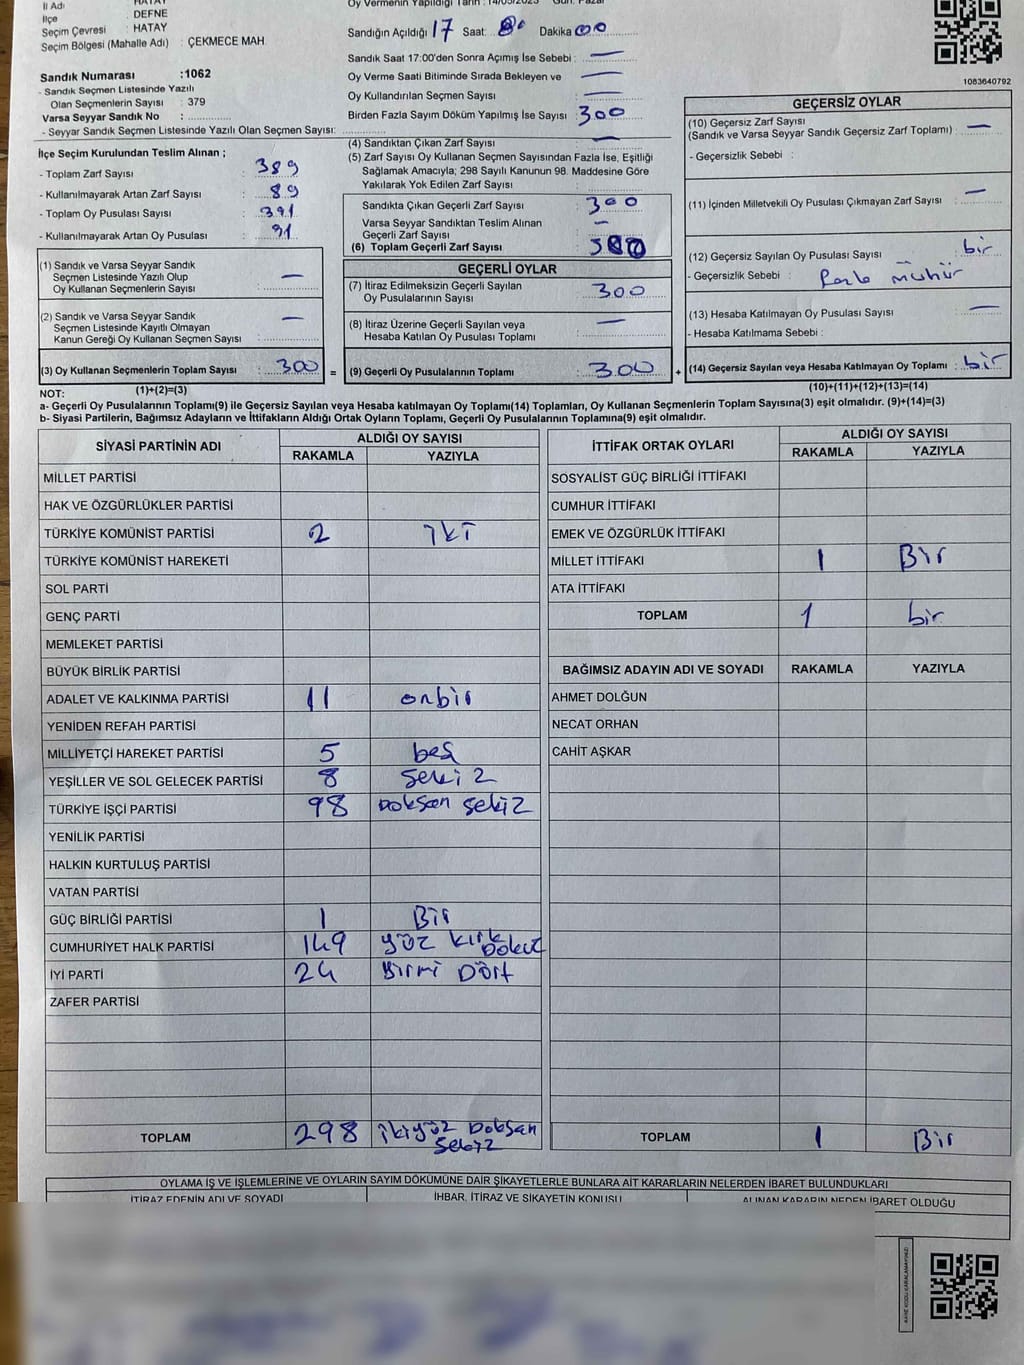 İl Adı HATAY
İlçe DEFNE
Seçim Çevresi : HATAY
Seçim Bölgesi (Mahalle Adı) : ÇEKMECE MAH.
Sandık Numarası :1062
- Sandık Seçmen Listesinde Yazılı
Olan Seçmenlerin Sayısı : 379
Varsa Seyyar Sandık No :
- Seyyar Sandık Seçmen Listesinde Yazılı Olan Seçmen Sayısı:
İlçe Seçim Kurulundan Teslim Alınan ;
- Toplam Zarf Sayısı : 389
- Kullanılmayarak Artan Zarf Sayısı : 89
- Toplam Oy Pusulası Sayısı : 391
- Kullanılmayarak Artan Oy Pusulası : 91
(1) Sandık ve Varsa Seyyar Sandık
Seçmen Listesinde Yazılı Olup
Oy Kullanan Seçmenlerin Sayısı : —
(2) Sandık ve Varsa Seyyar Sandık
Seçmen Listesinde Kayıtlı Olmayan
Kanun Gereği Oy Kullanan Seçmen Sayısı : —
(3) Oy Kullanan Seçmenlerin Toplam Sayısı : 300 =
Oy Vermenin Yapıldığı Tarih : 14/05/2023 Gün: Pazar
Sandığın Açıldığı 17 Saat: Dakika 00
Sandık Saat 17:00'den Sonra Açımış İse Sebebi : —
Oy Verme Saati Bitiminde Sırada Bekleyen ve —
Oy Kullandırılan Seçmen Sayısı : —
Birden Fazla Sayım Döküm Yapılmış İse Sayısı : 300
(4) Sandıktan Çıkan Zarf Sayısı : —
(5) Zarf Sayısı Oy Kullanan Seçmen Sayısından Fazla İse, Eşitliği
Sağlamak Amacıyla; 298 Sayılı Kanunun 98. Maddesine Göre
Yakılarak Yok Edilen Zarf Sayısı :
Sandıkta Çıkan Geçerli Zarf Sayısı : 300
Varsa Seyyar Sandıktan Teslim Alınan
Geçerli Zarf Sayısı : —
(6) Toplam Geçerli Zarf Sayısı : 300
GEÇERLİ OYLAR
(7) İtiraz Edilmeksizin Geçerli Sayılan
Oy Pusulalarının Sayısı : 300
(8) İtiraz Üzerine Geçerli Sayılan veya
Hesaba Katılan Oy Pusulası Toplamı : —
(9) Geçerli Oy Pusulalarının Toplamı : 300 +
1083640792
GEÇERSİZ OYLAR
(10) Geçersiz Zarf Sayısı
(Sandık ve Varsa Seyyar Sandık Geçersiz Zarf Toplamı) : —
- Geçersizlik Sebebi :
(11) İçinden Milletvekili Oy Pusulası Çıkmayan Zarf Sayısı : —
(12) Geçersiz Sayılan Oy Pusulası Sayısı : bir
- Geçersizlik Sebebi : Fazla mühür
(13) Hesaba Katılmayan Oy Pusulası Sayısı : —
- Hesaba Katılmama Sebebi :
(14) Geçersiz Sayılan veya Hesaba Katılmayan Oy Toplamı : bir
NOT: (1)+(2)=(3) (10)+(11)+(12)+(13)=(14)
a- Geçerli Oy Pusulalarının Toplamı(9) ile Geçersiz Sayılan veya Hesaba katılmayan Oy Toplamı(14) Toplamları, Oy Kullanan Seçmenlerin Toplam Sayısına(3) eşit olmalıdır. (9)+(14)=(3)
b- Siyasi Partilerin, Bağımsız Adayların ve İttifakların Aldığı Ortak Oyların Toplamı, Geçerli Oy Pusulalarının Toplamına(9) eşit olmalıdır.
SİYASİ PARTİNİN ADI ALDIĞI OY SAYISI
RAKAMLA YAZIYLA
MİLLET PARTİSİ
HAK VE ÖZGÜRLÜKLER PARTİSİ
TÜRKİYE KOMÜNİST PARTİSİ 2 iki
TÜRKİYE KOMÜNİST HAREKETİ
SOL PARTİ
GENÇ PARTİ
MEMLEKET PARTİSİ
BÜYÜK BİRLİK PARTİSİ
ADALET VE KALKINMA PARTİSİ 11 onbir
YENİDEN REFAH PARTİSİ
MİLLİYETÇİ HAREKET PARTİSİ 5 beş
YEŞİLLER VE SOL GELECEK PARTİSİ 8 Sekiz
TÜRKİYE İŞÇİ PARTİSİ 98 Doksan sekiz
YENİLİK PARTİSİ
HALKIN KURTULUŞ PARTİSİ
VATAN PARTİSİ
GÜÇ BİRLİĞİ PARTİSİ 1 Bir
CUMHURİYET HALK PARTİSİ 149 yüz kırk Dokuz
İYİ PARTİ 24 yirmi Dört
ZAFER PARTİSİ
TOPLAM 298 ikiyüz Doksan
Sekiz
İTTİFAK ORTAK OYLARI ALDIĞI OY SAYISI
RAKAMLA YAZIYLA
SOSYALİST GÜÇ BİRLİĞİ İTTİFAKI
CUMHUR İTTİFAKI
EMEK VE ÖZGÜRLÜK İTTİFAKI
MİLLET İTTİFAKI 1 Bir
ATA İTTİFAKI
TOPLAM 1 bir
BAĞIMSIZ ADAYIN ADI VE SOYADI RAKAMLA YAZIYLA
AHMET DOLĞUN
NECAT ORHAN
CAHİT AŞKAR
TOPLAM 1 Bir
OYLAMA İŞ VE İŞLEMLERİNE VE OYLARIN SAYIM DÖKÜMÜNE DAİR ŞİKAYETLERLE BUNLARA AİT KARARLARIN NELERDEN İBARET BULUNDUKLARI
İTİRAZ EDENİN ADI VE SOYADI İHBAR, İTİRAZ VE ŞİKAYETİN KONUSU ALINAN KARARIN NEDEN İBARET OLDUĞU